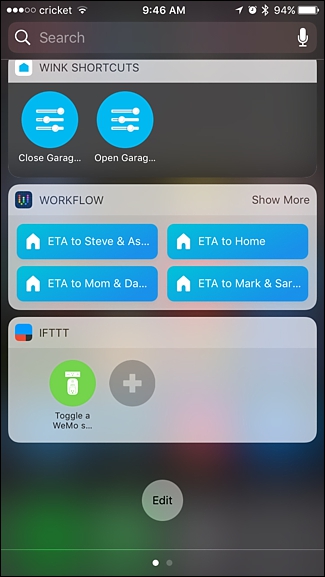 cricket 9:46 AM 94%
Search
WINK SHORTCUTS
Close Garag... Open Garag...
WORKFLOW Show More
ETA to Steve & As... ETA to Home
ETA to Mom & Da... ETA to Mark & Sar...
IFTTT
Toggle a
WeMo s...
Edit